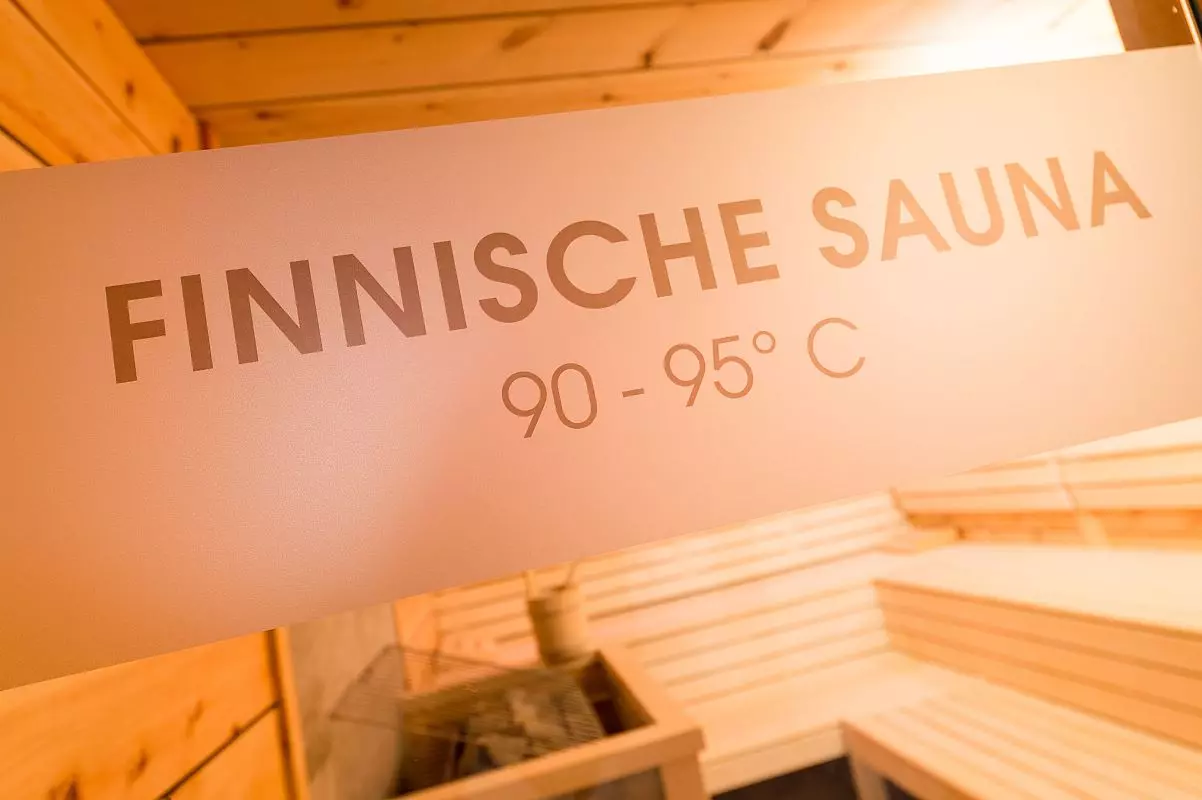 FINNISCHE SAUNA
90 - 95° C